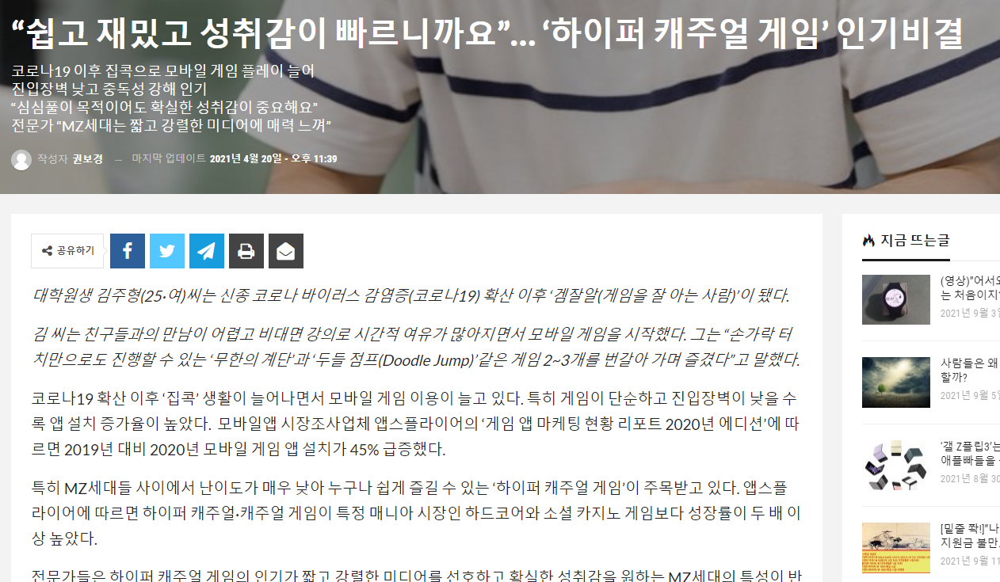 “쉽고 재밌고 성취감이 빠르니까요”... ‘하이퍼 캐주얼 게임’ 인기비결
코로나19 이후 집콕으로 모바일 게임 플레이 늘어
진입장벽 낮고 중독성 강해 인기
“심심풀이 목적이어도 확실한 성취감이 중요해요”
전문가 “MZ세대는 짧고 강렬한 미디어에 매력 느껴”
작성자 권보경 — 마지막 업데이트 2021년 4월 20일 - 오후 11:39
공유하기
대학원생 김주형(25·여)씨는 신종 코로나 바이러스 감염증(코로나19) 확산 이후 ‘겜잘알(게임을 잘 아는 사람)’이 됐다.
김 씨는 친구들과의 만남이 어렵고 비대면 강의로 시간적 여유가 많아지면서 모바일 게임을 시작했다. 그는 “손가락 터
치만으로도 진행할 수 있는 ‘무한의 계단’과 ‘두들 점프(Doodle Jump)’같은 게임 2~3개를 번갈아 가며 즐겼다”고 말했다.
코로나19 확산 이후 ‘집콕’ 생활이 늘어나면서 모바일 게임 이용이 늘고 있다. 특히 게임이 단순하고 진입장벽이 낮을 수
록 앱 설치 증가율이 높았다. 모바일앱 시장조사업체 앱스플라이어의 ‘게임 앱 마케팅 현황 리포트 2020년 에디션’에 따
르면 2019년 대비 2020년 모바일 게임 앱 설치가 45% 급증했다.
특히 MZ세대들 사이에서 난이도가 매우 낮아 누구나 쉽게 즐길 수 있는 ‘하이퍼 캐주얼 게임’이 주목받고 있다. 앱스플
라이어에 따르면 하이퍼 캐주얼·캐주얼 게임이 특정 매니아 시장인 하드코어와 소셜 카지노 게임보다 성장률이 두 배 이
상 높았다.
전문가들은 하이퍼 캐주얼 게임의 인기가 짧고 강렬한 미디어를 선호하고 확실한 성취감을 원하는 MZ세대의 특성이 반
지금 뜨는글
(영상)”어서오
는 처음이지
2021년 9월 3일
사람들은 왜
할까?
2021년 9월 5일
‘갤 Z플립3’는
애플빠들을
2021년 8월 30
[밑줄 쫙!]”나
지원금 불만
2021년 9월 11